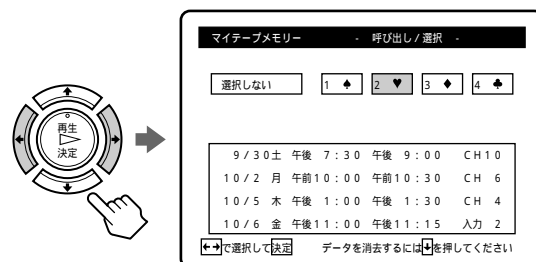 マイテープメモリー - 呼び出し/選択 -
選択しない 1 ♠ 2 ♥ 3 ♦ 4 ♣
再生
決定
9/30土 午後 7:30 午後 9:00 CH10
10/2 月 午前10:00 午前10:30 CH 6
10/5 木 午後 1:00 午後 1:30 CH 4
10/6 金 午後11:00 午後11:15 入力 2
←→で選択して決定 データを消去するには↓を押してください